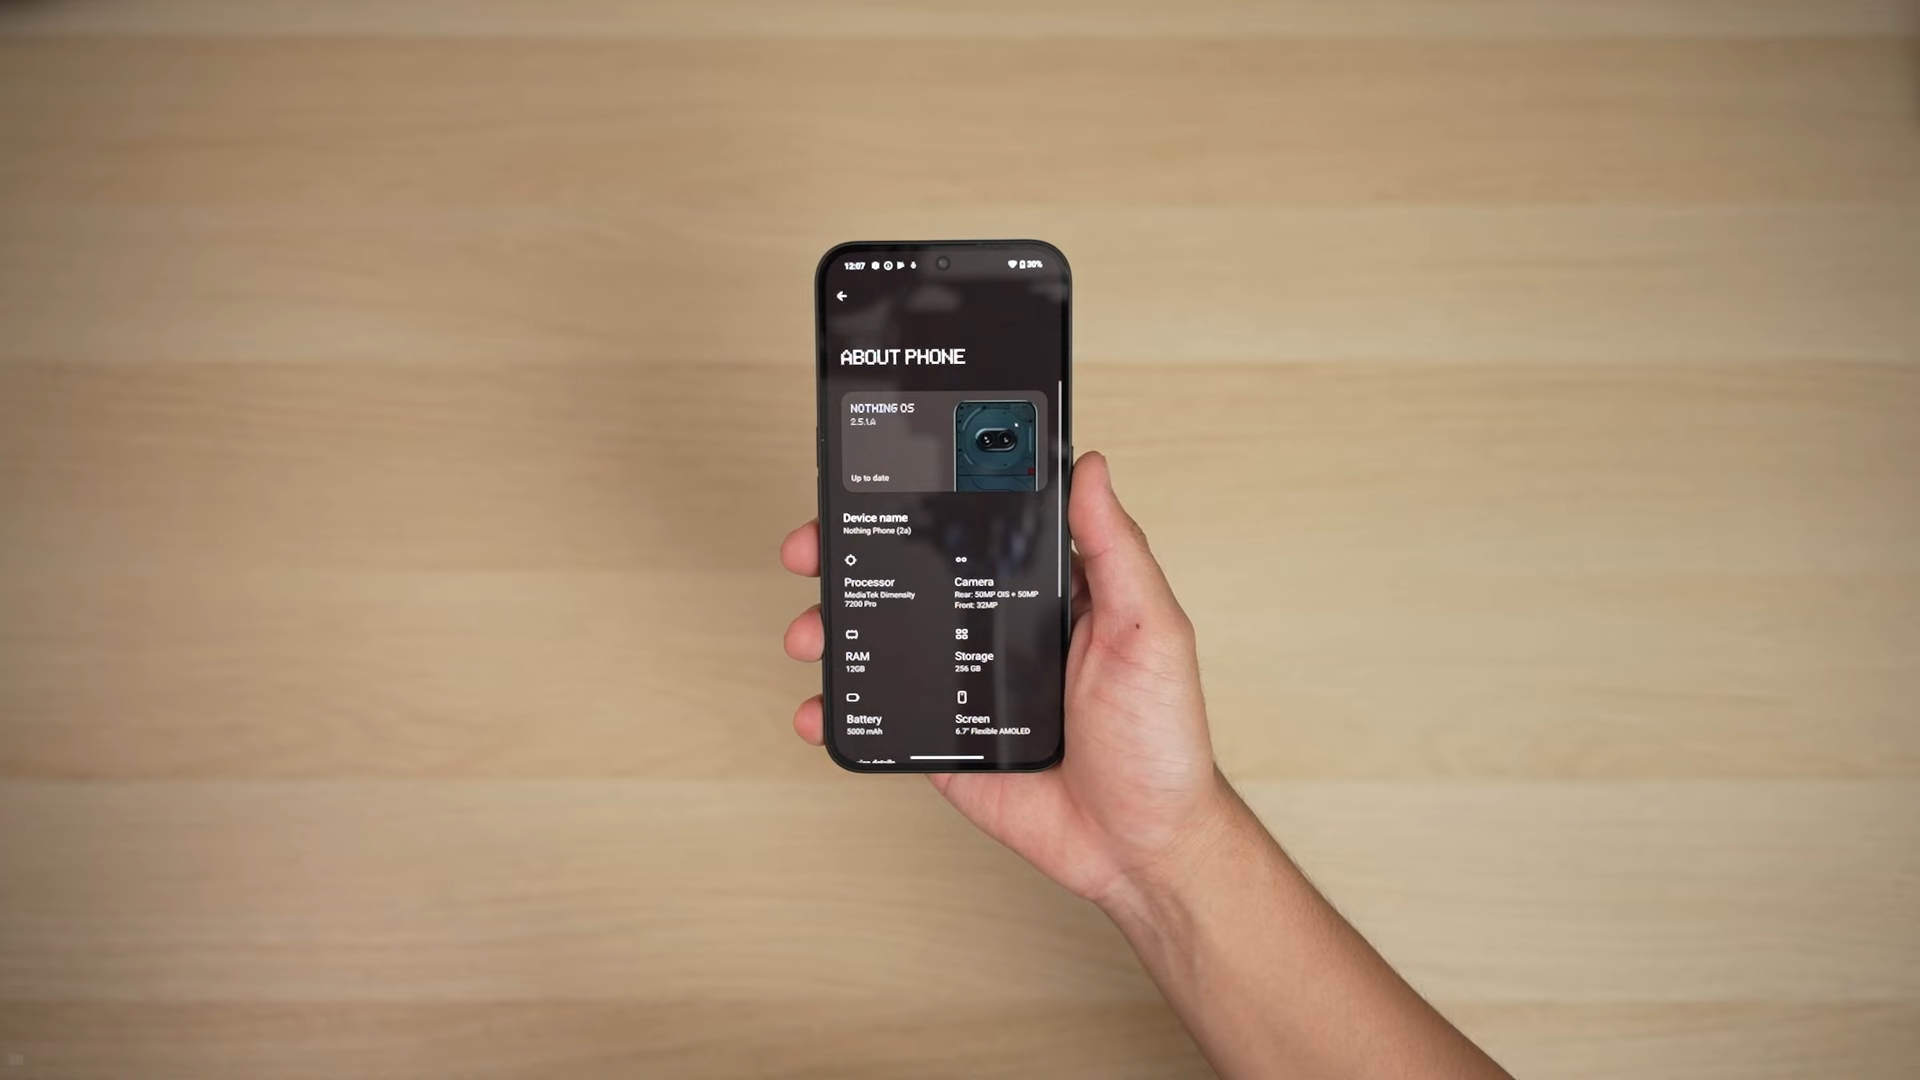 12:07
30%
ABOUT PHONE
NOTHING OS
2.5.1.A
Up to date
Device name
Nothing Phone (2a)
Processor
MediaTek Dimensity
7200 Pro
Camera
Rear: 50MP OIS + 50MP
Front: 32MP
RAM
12GB
Storage
256 GB
Battery
5000 mAh
Screen
6.7" Flexible AMOLED
details